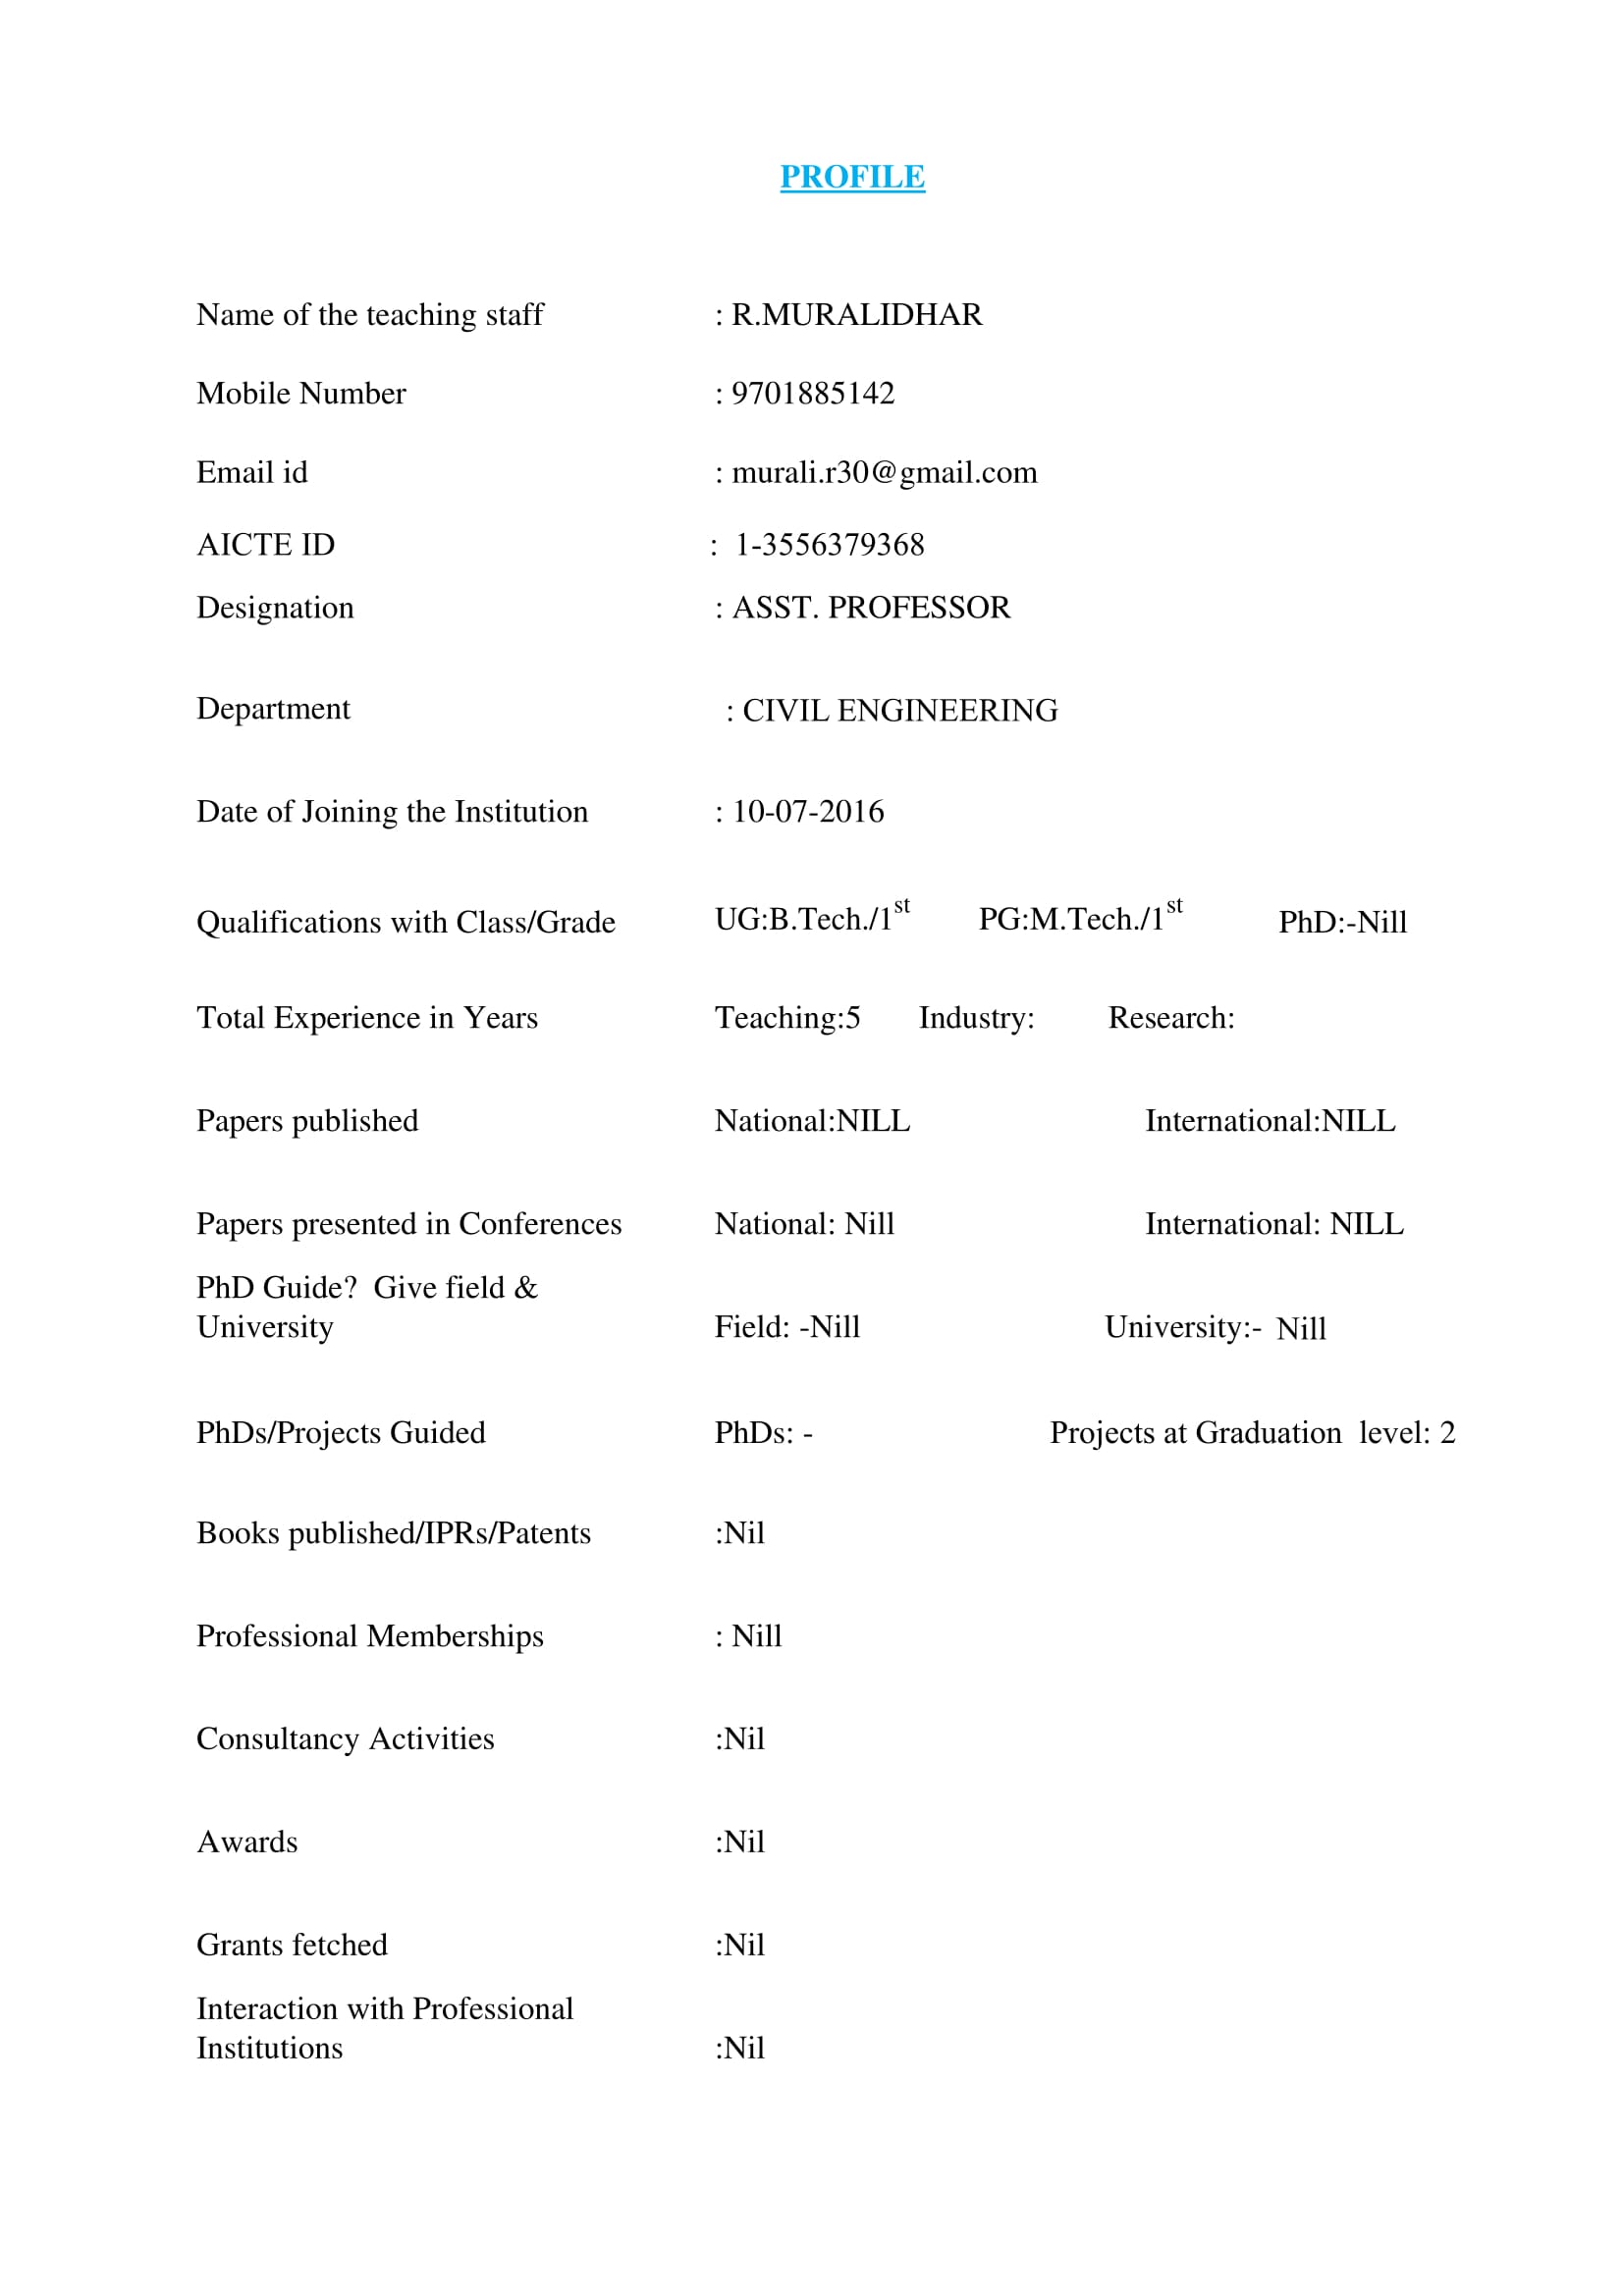 PROFILE
Name of the teaching staff : R.MURALIDHAR
Mobile Number : 9701885142
Email id : murali.r30@gmail.com
AICTE ID : 1-3556379368
Designation : ASST. PROFESSOR
Department : CIVIL ENGINEERING
Date of Joining the Institution : 10-07-2016
Qualifications with Class/Grade UG:B.Tech./1st PG:M.Tech./1st PhD:-Nill
Total Experience in Years Teaching:5 Industry: Research:
Papers published National:NILL International:NILL
Papers presented in Conferences National: Nill International: NILL
PhD Guide? Give field &
University Field: -Nill University:- Nill
PhDs/Projects Guided PhDs: - Projects at Graduation level: 2
Books published/IPRs/Patents :Nil
Professional Memberships : Nill
Consultancy Activities :Nil
Awards :Nil
Grants fetched :Nil
Interaction with Professional
Institutions :Nil